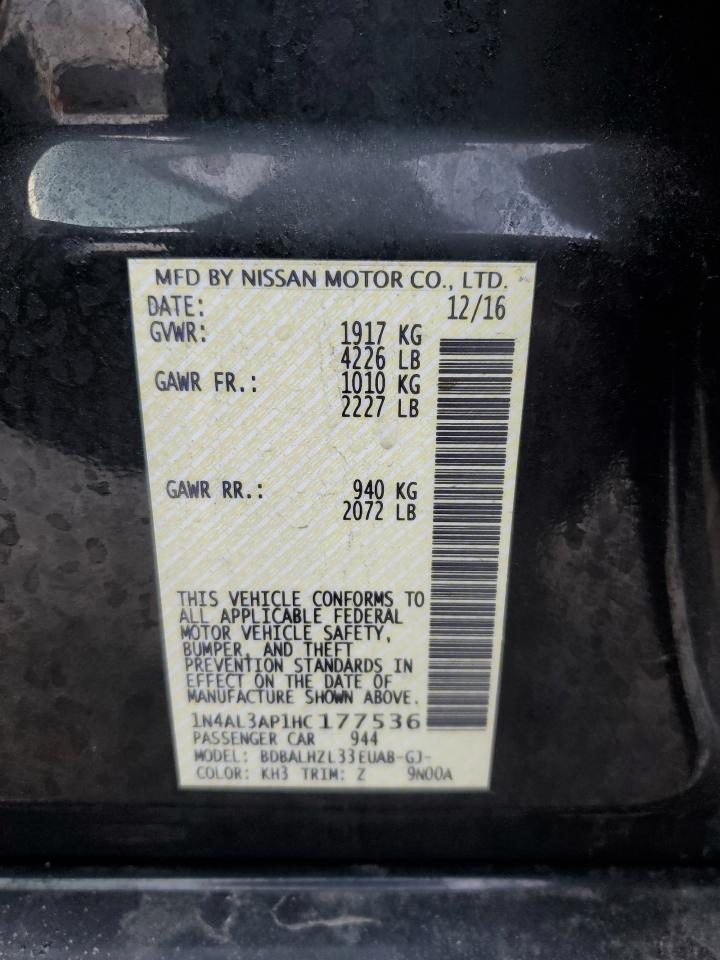 MFD BY NISSAN MOTOR CO., LTD.
DATE: 12/16
GVWR: 1917 KG
4226 LB
GAWR FR.: 1010 KG
2227 LB
GAWR RR.: 940 KG
2072 LB
THIS VEHICLE CONFORMS TO
ALL APPLICABLE FEDERAL
MOTOR VEHICLE SAFETY,
BUMPER, AND THEFT
PREVENTION STANDARDS IN
EFFECT ON THE DATE OF
MANUFACTURE SHOWN ABOVE.
1N4AL3AP1HC177536
PASSENGER CAR 944
MODEL: BDBALHZL33EUAB-GJ-
COLOR: KH3 TRIM: Z 9N00A